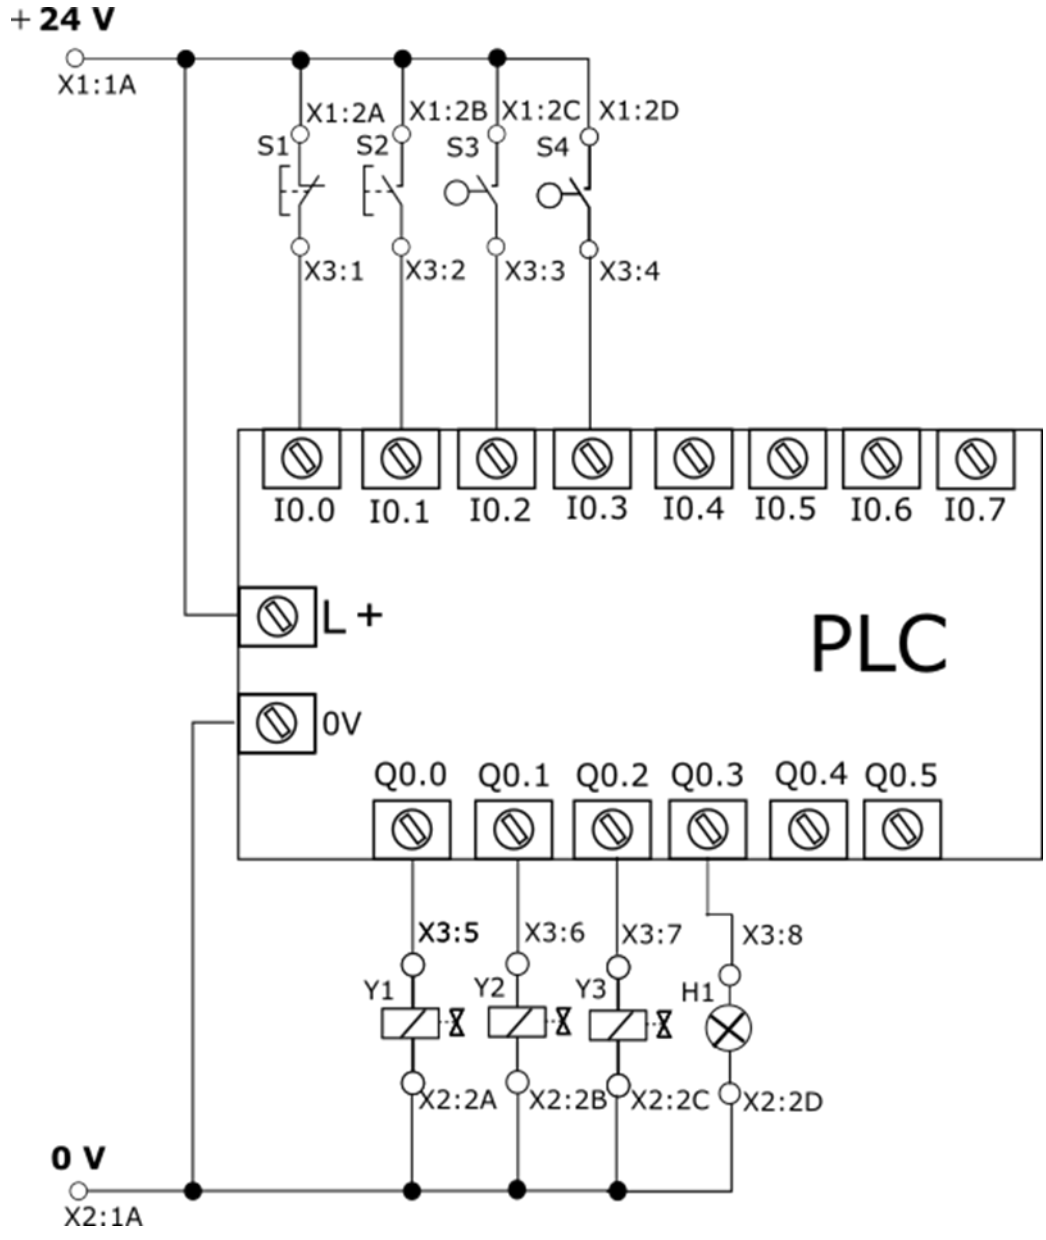 + 24 V
X1:1A
X1:2A X1:2B X1:2C X1:2D
S1 S2 S3 S4
X3:1 X3:2 X3:3 X3:4
I0.0 I0.1 I0.2 I0.3 I0.4 I0.5 I0.6 I0.7
L +
PLC
0V
Q0.0 Q0.1 Q0.2 Q0.3 Q0.4 Q0.5
X3:5 X3:6 X3:7 X3:8
Y1 Y2 Y3 H1
X2:2A X2:2B X2:2C X2:2D
0 V
X2:1A